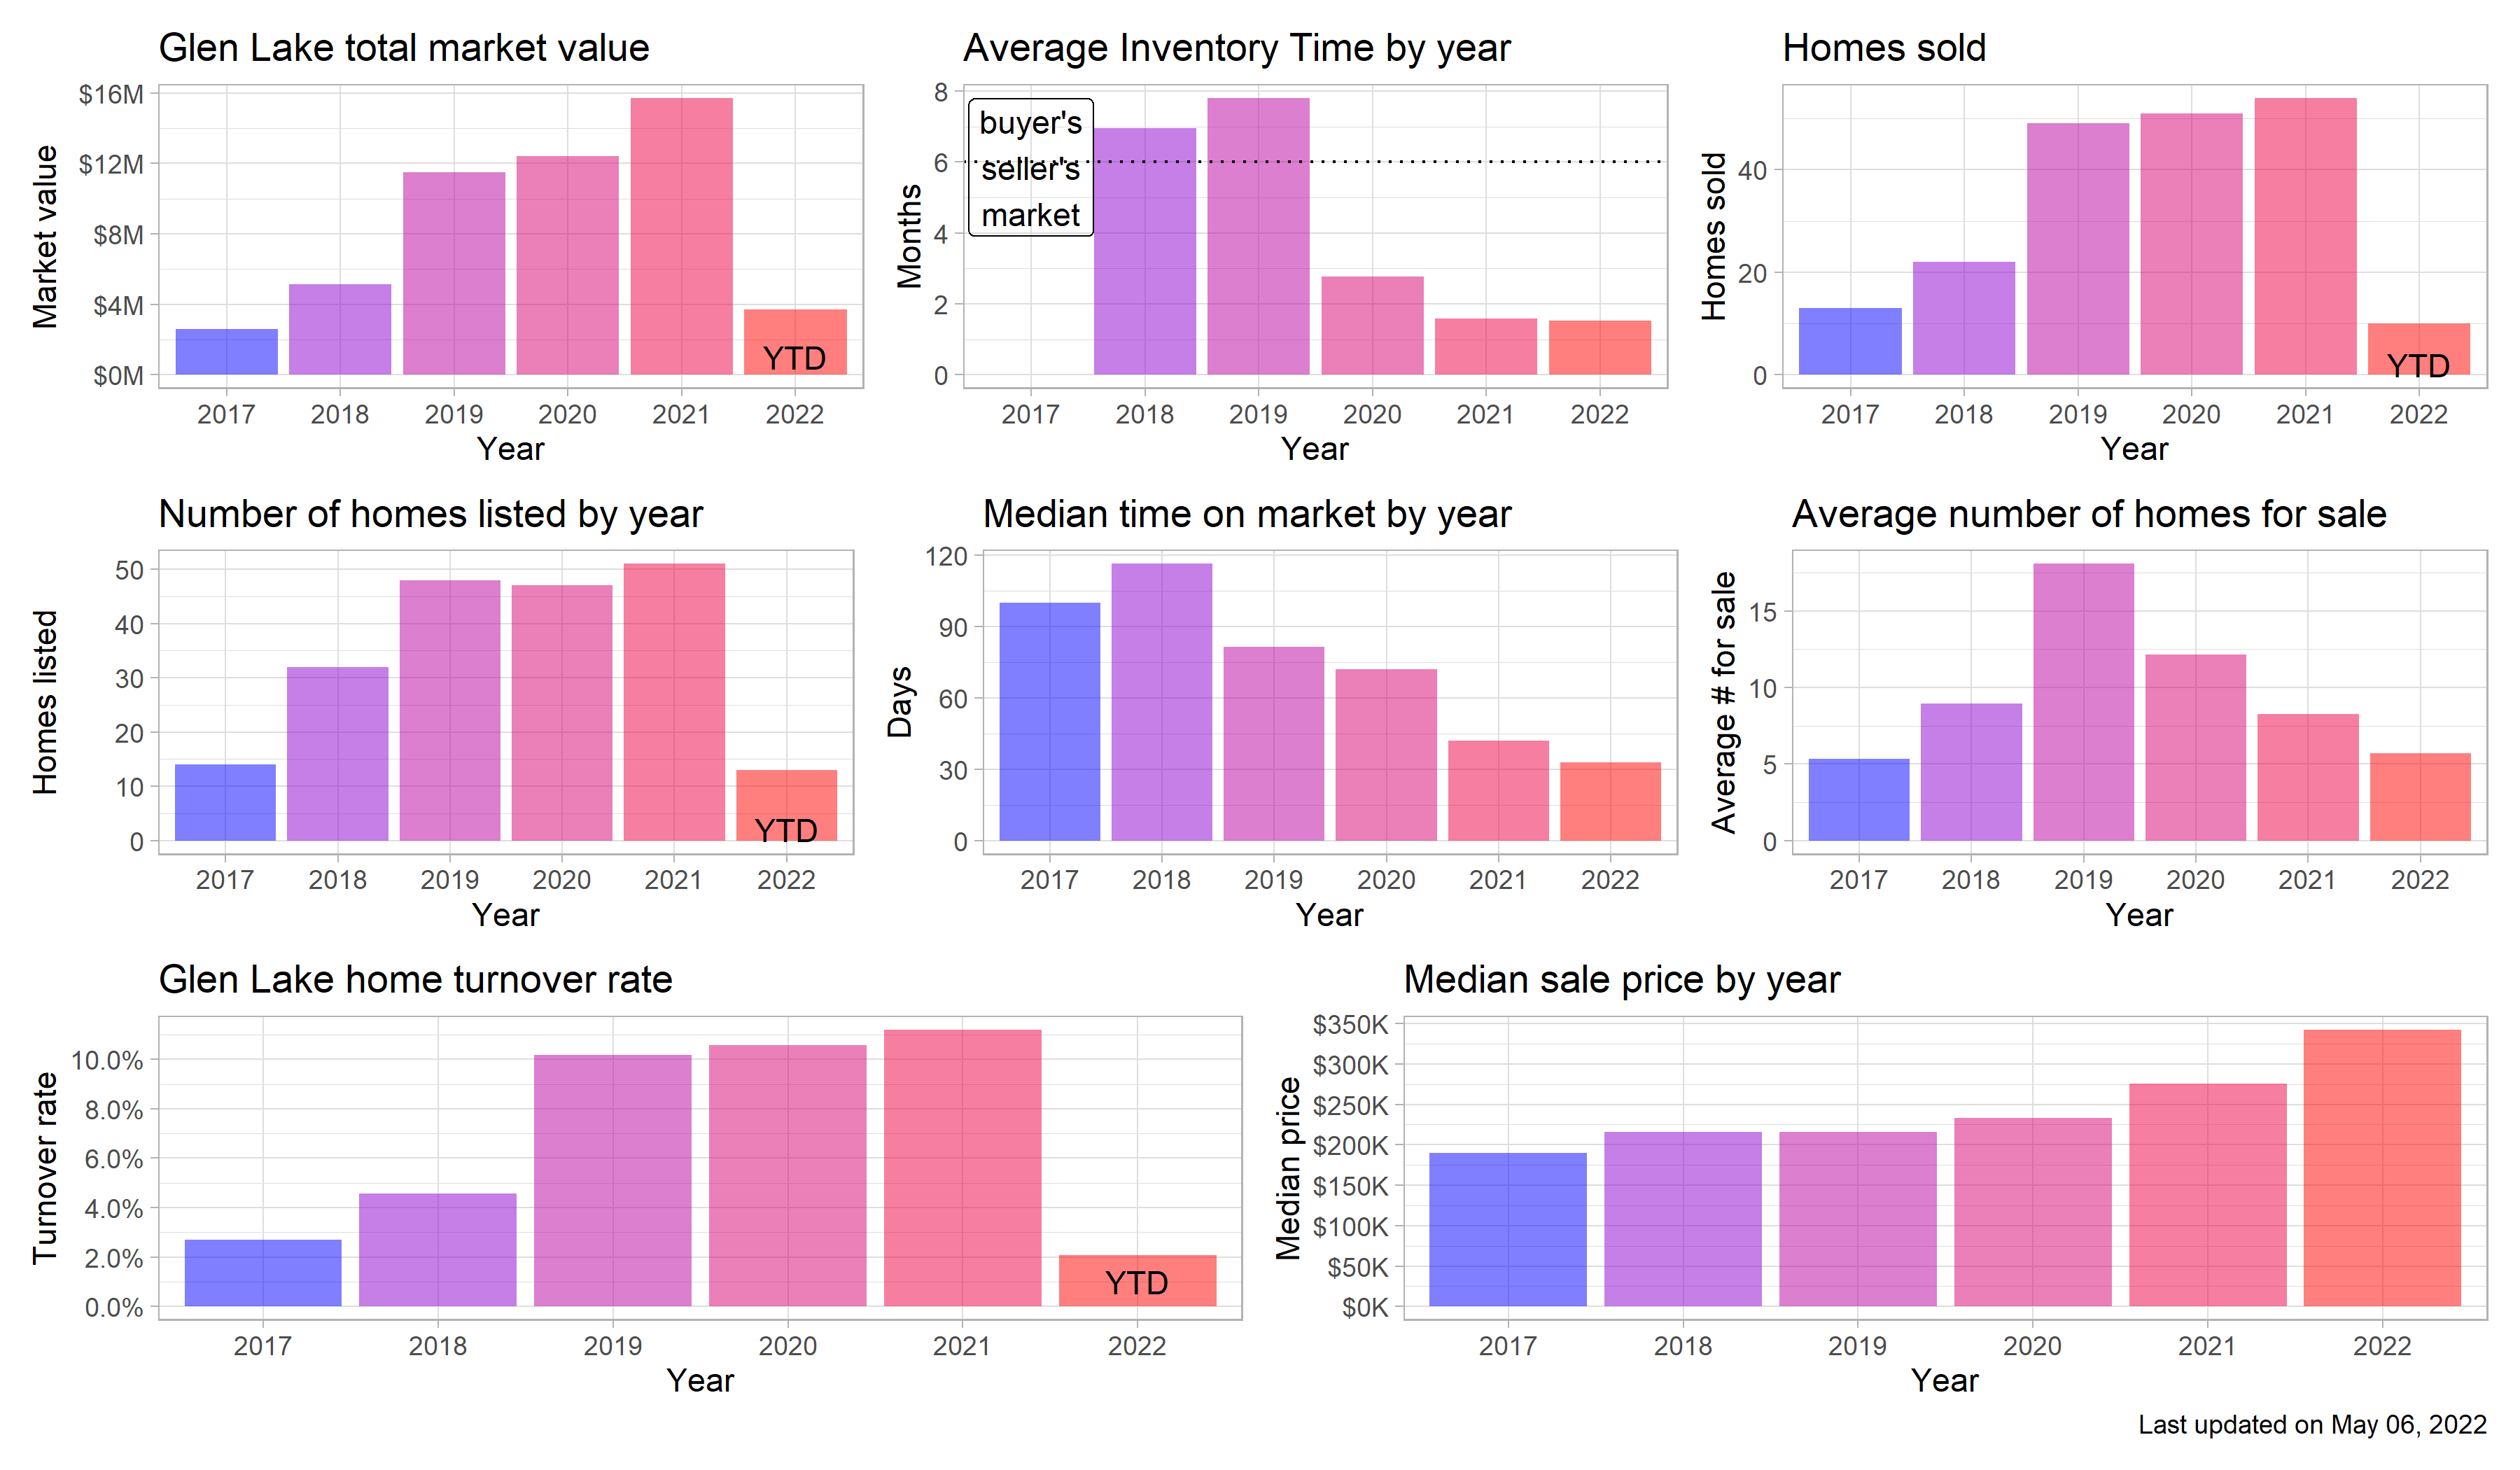 Glen Lake total market value
Market value
$16M
$12M
$8M
$4M
$0M
YTD
2017 2018 2019 2020 2021 2022
Year
Average Inventory Time by year
Months
8
6
4
2
0
buyer's
seller's
market
2017 2018 2019 2020 2021 2022
Year
Homes sold
Homes sold
40
20
0
YTD
2017 2018 2019 2020 2021 2022
Year
Number of homes listed by year
Homes listed
50
40
30
20
10
0
YTD
2017 2018 2019 2020 2021 2022
Year
Median time on market by year
Days
120
90
60
30
0
2017 2018 2019 2020 2021 2022
Year
Average number of homes for sale
Average # for sale
15
10
5
0
2017 2018 2019 2020 2021 2022
Year
Glen Lake home turnover rate
Turnover rate
10.0%
8.0%
6.0%
4.0%
2.0%
0.0%
YTD
2017 2018 2019 2020 2021 2022
Year
Median sale price by year
Median price
$350K
$300K
$250K
$200K
$150K
$100K
$50K
$0K
2017 2018 2019 2020 2021 2022
Year
Last updated on May 06, 2022